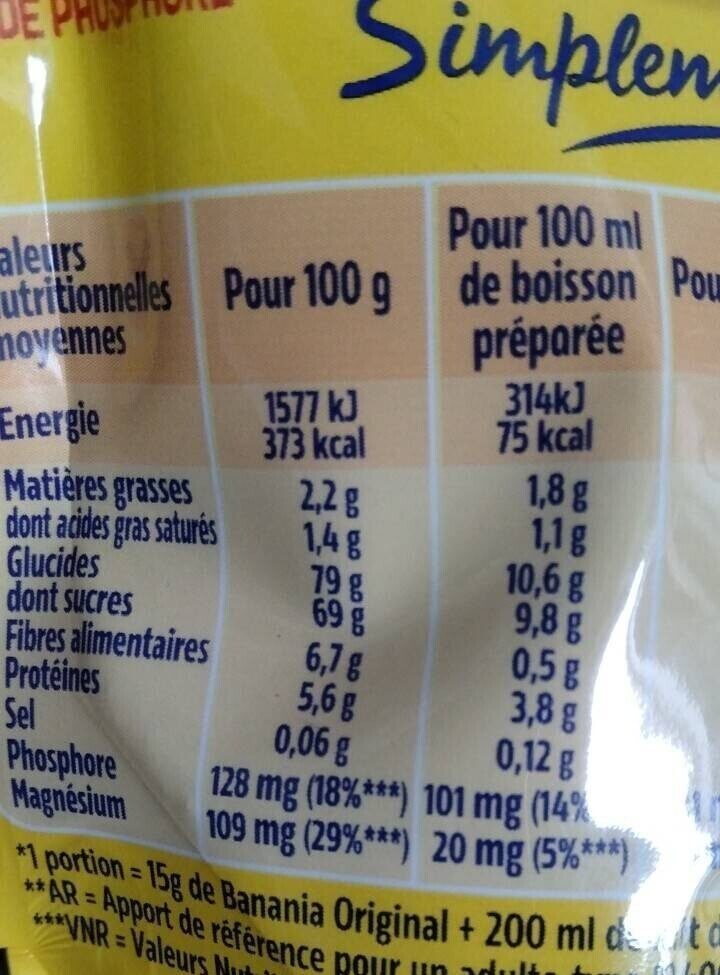 DE PHOSPHORE
Simplem
aleurs
utritionnelles
moyennes
Pour 100 g
Pour 100 ml
de boisson
préparée
Pou
Energie 1577 kJ 314kJ
373 kcal 75 kcal
Matières grasses 2,2 g 1,8 g
dont acides gras saturés 1,4 g 1,1 g
Glucides 79 g 10,6 g
dont sucres 69 g 9,8 g
Fibres alimentaires 6,7 g 0,5 g
Protéines 5,6 g 3,8 g
Sel 0,06 g 0,12 g
Phosphore 128 mg (18%***) 101 mg (14%
Magnésium 109 mg (29%***) 20 mg (5%***)
*1 portion = 15g de Banania Original + 200 ml de
**AR = Apport de référence pour un adulte
***VNR = Valeurs